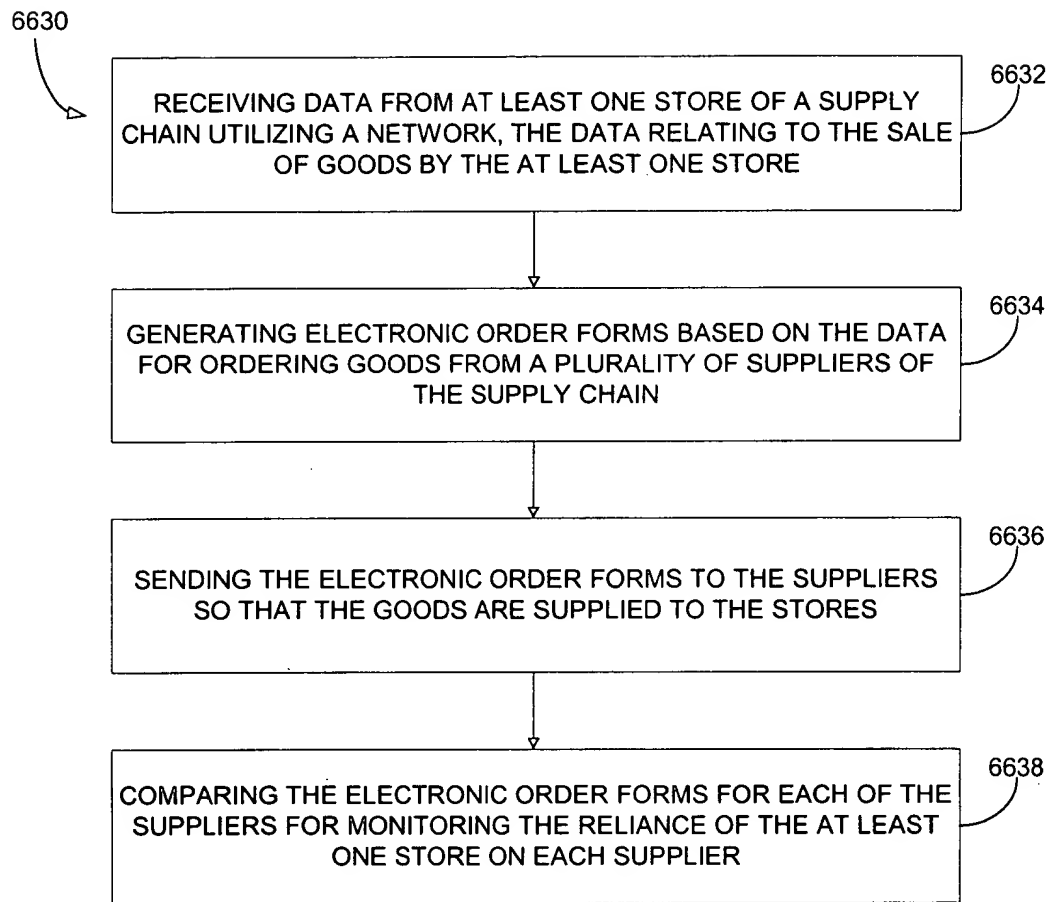 6630
6632
RECEIVING DATA FROM AT LEAST ONE STORE OF A SUPPLY
CHAIN UTILIZING A NETWORK, THE DATA RELATING TO THE SALE
OF GOODS BY THE AT LEAST ONE STORE
6634
GENERATING ELECTRONIC ORDER FORMS BASED ON THE DATA
FOR ORDERING GOODS FROM A PLURALITY OF SUPPLIERS OF
THE SUPPLY CHAIN
6636
SENDING THE ELECTRONIC ORDER FORMS TO THE SUPPLIERS
SO THAT THE GOODS ARE SUPPLIED TO THE STORES
6638
COMPARING THE ELECTRONIC ORDER FORMS FOR EACH OF THE
SUPPLIERS FOR MONITORING THE RELIANCE OF THE AT LEAST
ONE STORE ON EACH SUPPLIER